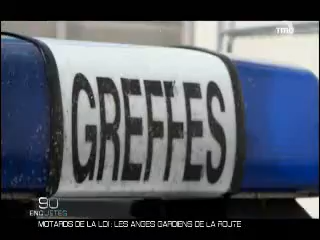 TMC
GREFFES
90
ENQUÊTES
MOTARDS DE LA LOI : LES ANGES GARDIENS DE LA ROUTE